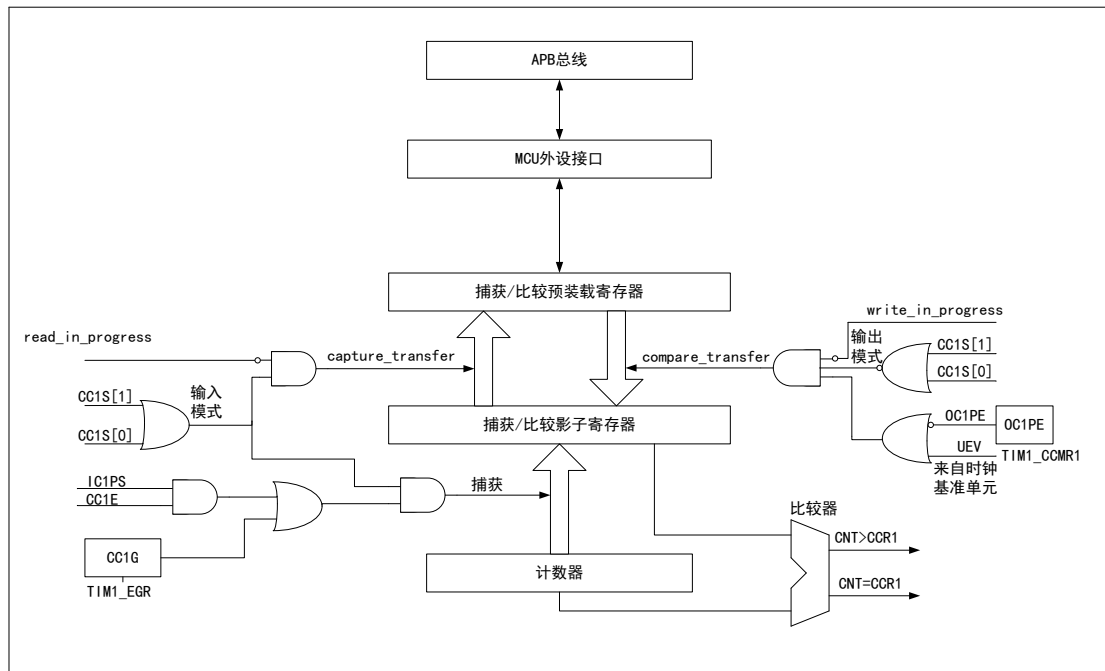 APB总线
MCU外设接口
捕获/比较预装载寄存器
write_in_progress
read_in_progress
输出
模式
CC1S[1]
capture_transfer
compare_transfer
CC1S[0]
CC1S[1]
输入
模式
捕获/比较影子寄存器
OC1PE
OC1PE
CC1S[0]
UEV
TIM1_CCMR1
来自时钟
基准单元
IC1PS
CC1E
捕获
比较器
CNT>CCR1
CC1G
计数器
CNT=CCR1
TIM1_EGR